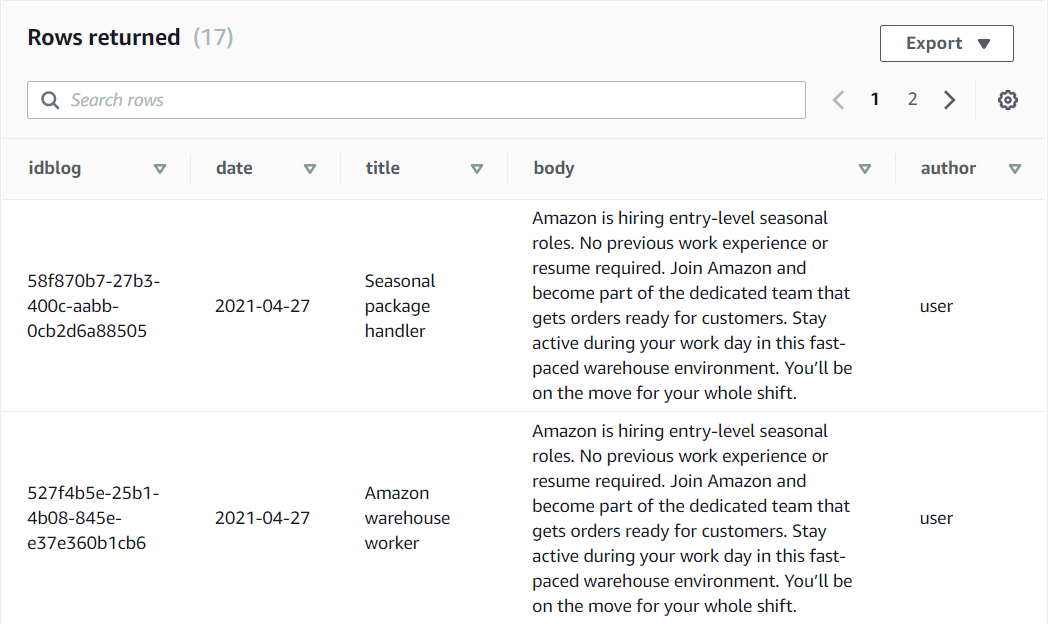 Rows returned (17)
Export
Search rows
1 2
idblog date title body author
58f870b7-27b3-
400c-aabb-
0cb2d6a88505
2021-04-27
Seasonal
package
handler
Amazon is hiring entry-level seasonal
roles. No previous work experience or
resume required. Join Amazon and
become part of the dedicated team that
gets orders ready for customers. Stay
active during your work day in this fast-
paced warehouse environment. You’ll be
on the move for your whole shift.
user
527f4b5e-25b1-
4b08-845e-
e37e360b1cb6
2021-04-27
Amazon
warehouse
worker
Amazon is hiring entry-level seasonal
roles. No previous work experience or
resume required. Join Amazon and
become part of the dedicated team that
gets orders ready for customers. Stay
active during your work day in this fast-
paced warehouse environment. You’ll be
on the move for your whole shift.
user